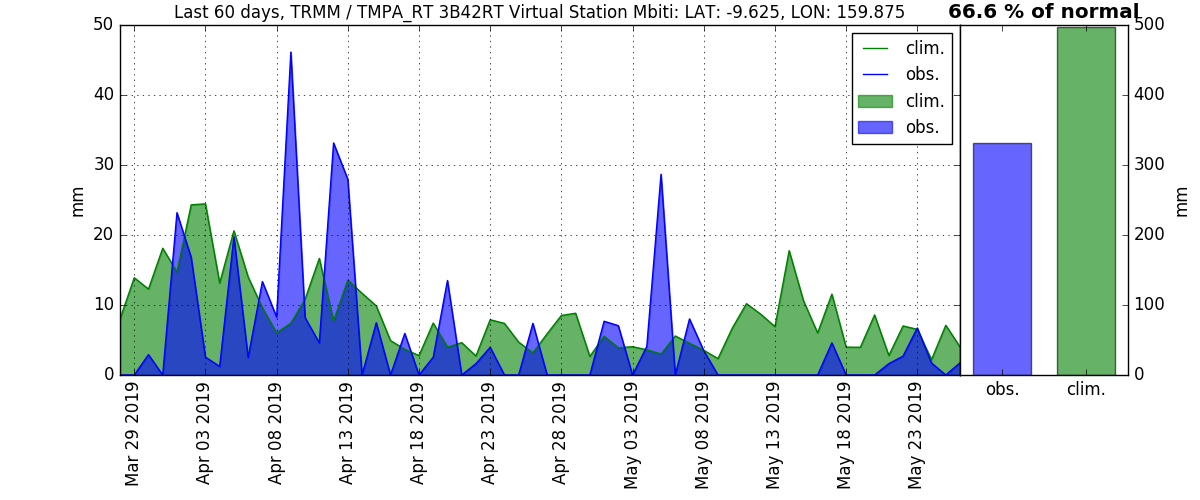 Last 60 days, TRMM / TMPA_RT 3B42RT Virtual Station Mbiti: LAT: -9.625, LON: 159.875
66.6 % of normal
50
40
30
20
10
0
mm
clim.
obs.
clim.
obs.
500
400
300
200
100
0
mm
obs.
clim.
Mar 29 2019
Apr 03 2019
Apr 08 2019
Apr 13 2019
Apr 18 2019
Apr 23 2019
Apr 28 2019
May 03 2019
May 08 2019
May 13 2019
May 18 2019
May 23 2019